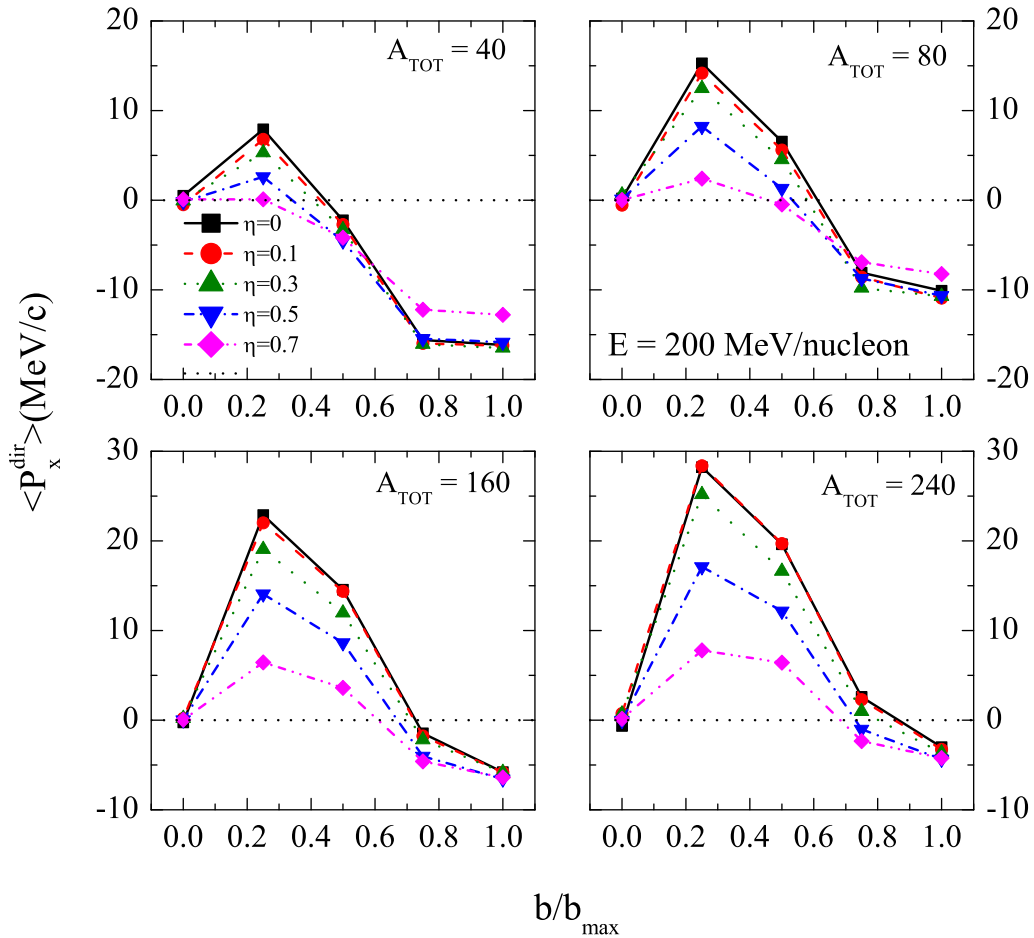 20
10
0
-10
-20
0.0 0.2 0.4 0.6 0.8 1.0
A_TOT = 40
η=0
η=0.1
η=0.3
η=0.5
η=0.7
20
10
0
-10
-20
0.0 0.2 0.4 0.6 0.8 1.0
A_TOT = 80
E = 200 MeV/nucleon
<P_x^dir>(MeV/c)
30
20
10
0
-10
0.0 0.2 0.4 0.6 0.8 1.0
A_TOT = 160
30
20
10
0
-10
0.0 0.2 0.4 0.6 0.8 1.0
A_TOT = 240
b/b_max